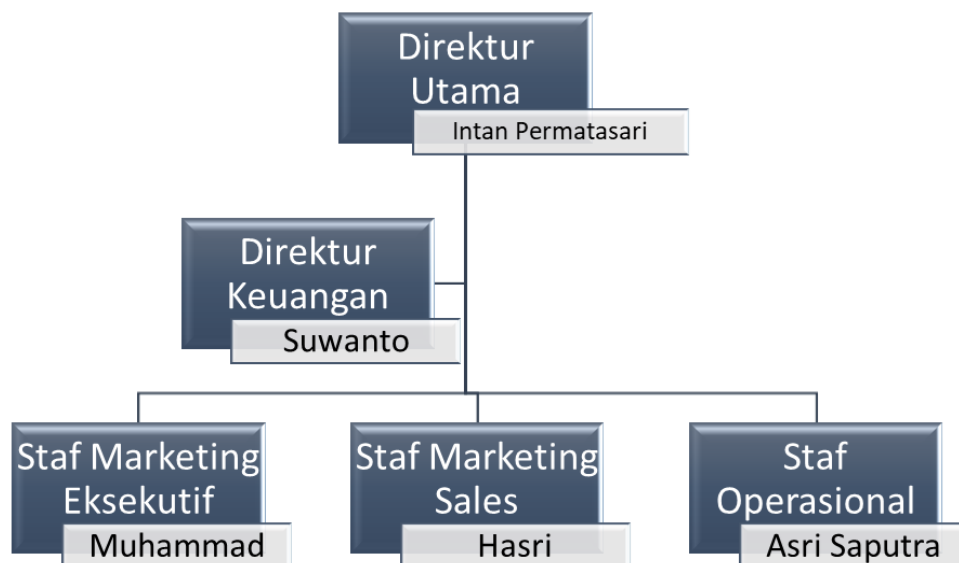 Direktur
Utama
Intan Permatasari
Direktur
Keuangan
Suwanto
Staf Marketing
Eksekutif
Muhammad
Staf Marketing
Sales
Hasri
Staf
Operasional
Asri Saputra